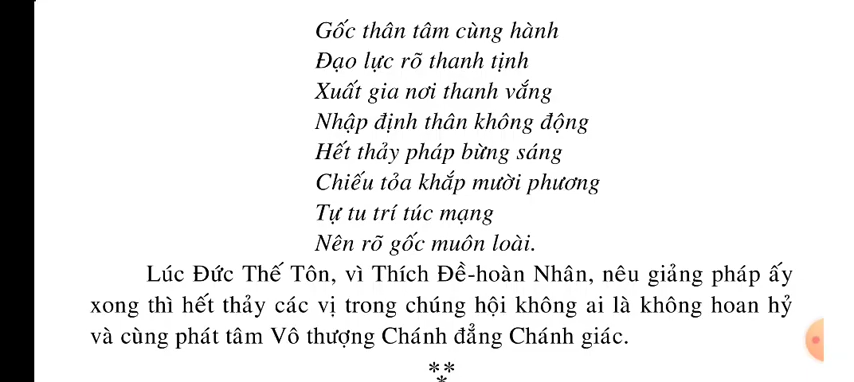 Gốc thân tâm cùng hành
Đạo lực rõ thanh tịnh
Xuất gia nơi thanh vắng
Nhập định thân không động
Hết thảy pháp bừng sáng
Chiếu tỏa khắp mười phương
Tự tu trí túc mạng
Nên rõ gốc muôn loài.
Lúc Đức Thế Tôn, vì Thích Đề-hoàn Nhân, nêu giảng pháp ấy
xong thì hết thảy các vị trong chúng hội không ai là không hoan hỷ
và cùng phát tâm Vô thượng Chánh đẳng Chánh giác.
**
*